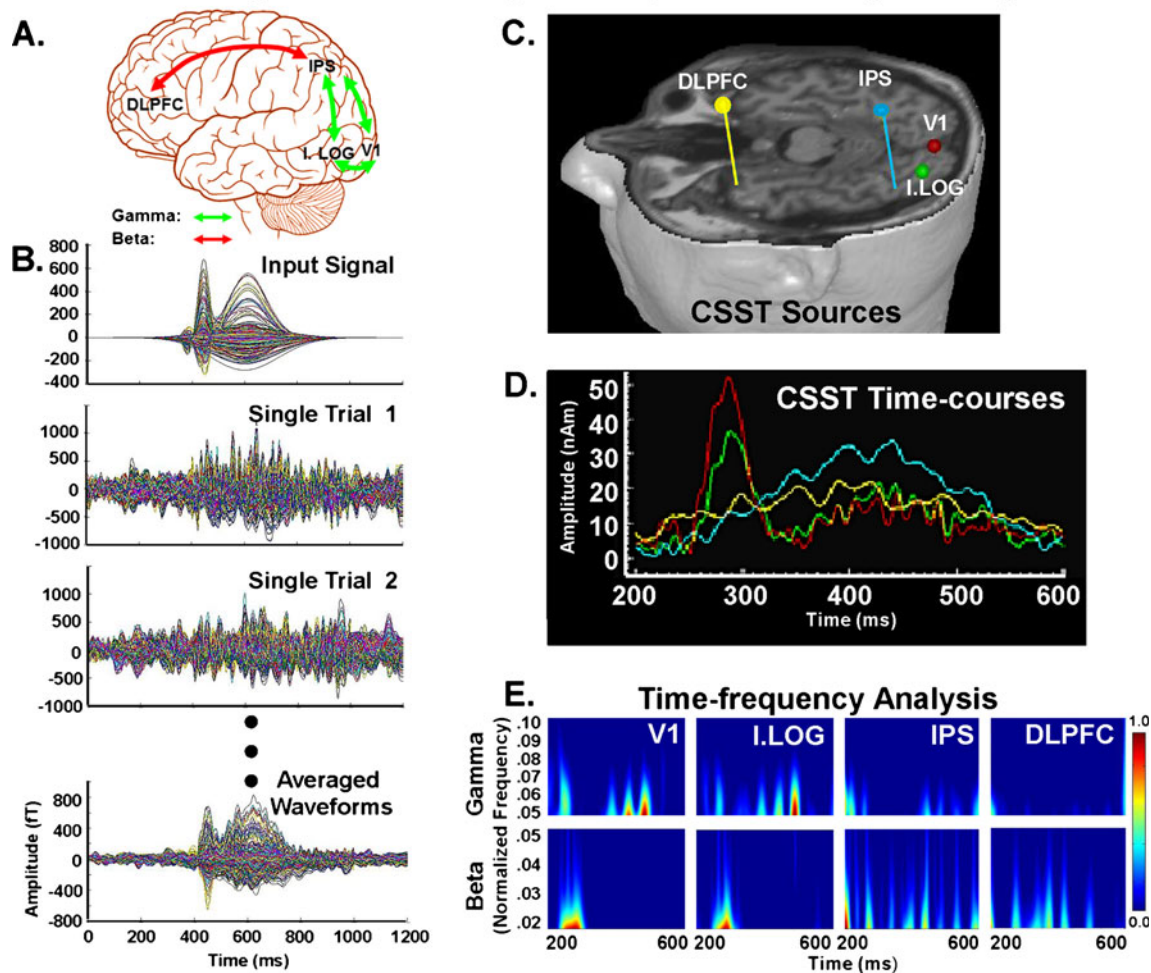 A.
IPS
DLPFC
I. LOG V1
Gamma:
Beta:
B.
Input Signal
800
600
400
200
0
-200
-400
Single Trial 1
1000
500
0
-500
-1000
Single Trial 2
1000
500
0
-500
-1000
Averaged
Waveforms
Amplitude (fT)
800
400
0
-400
-800
0 200 400 600 800 1000 1200
Time (ms)
C.
DLPFC
IPS
V1
I.LOG
CSST Sources
D.
CSST Time-courses
Amplitude (nAm)
50
40
30
20
10
0
200 300 400 500 600
Time (ms)
E.
Time-frequency Analysis
V1 I.LOG IPS DLPFC
Gamma
Beta
(Normalized Frequency)
.10
.09
.08
.07
.06
.05
.05
.04
.03
.02
1.0
0.0
200 600 200 600 200 600 200 600
Time (ms)